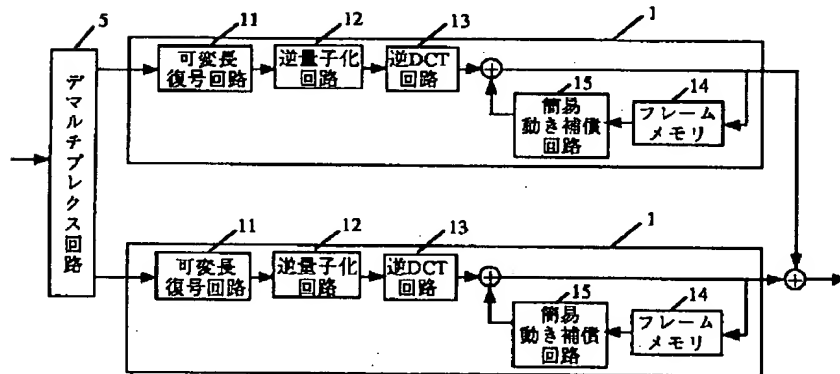 5
11
12
13
1
可変長
復号回路
逆量子化
回路
逆DCT
回路
15
簡易
動き補償
回路
14
フレーム
メモリ
デマルチプレクス回路
11
12
13
1
可変長
復号回路
逆量子化
回路
逆DCT
回路
15
簡易
動き補償
回路
14
フレーム
メモリ